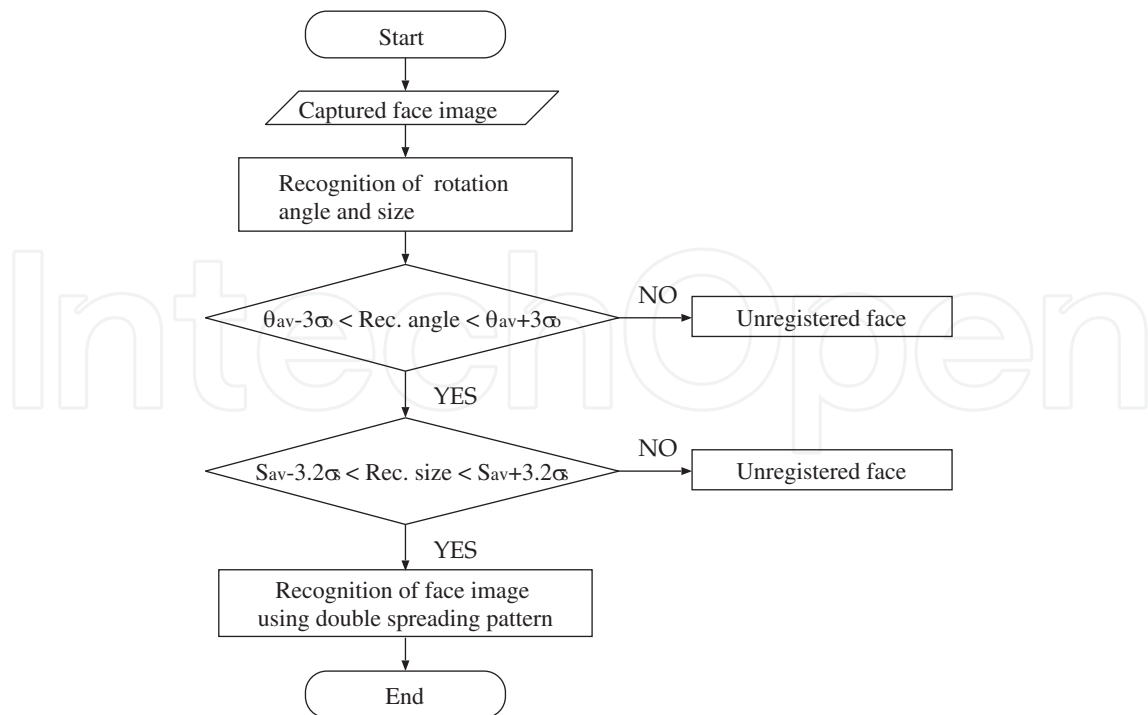 Start
Captured face image
Recognition of rotation
angle and size
θav-3σθ < Rec. angle < θav+3σθ
NO
Unregistered face
YES
Sav-3.2σs < Rec. size < Sav+3.2σs
NO
Unregistered face
YES
Recognition of face image
using double spreading pattern
End
IntechOpen